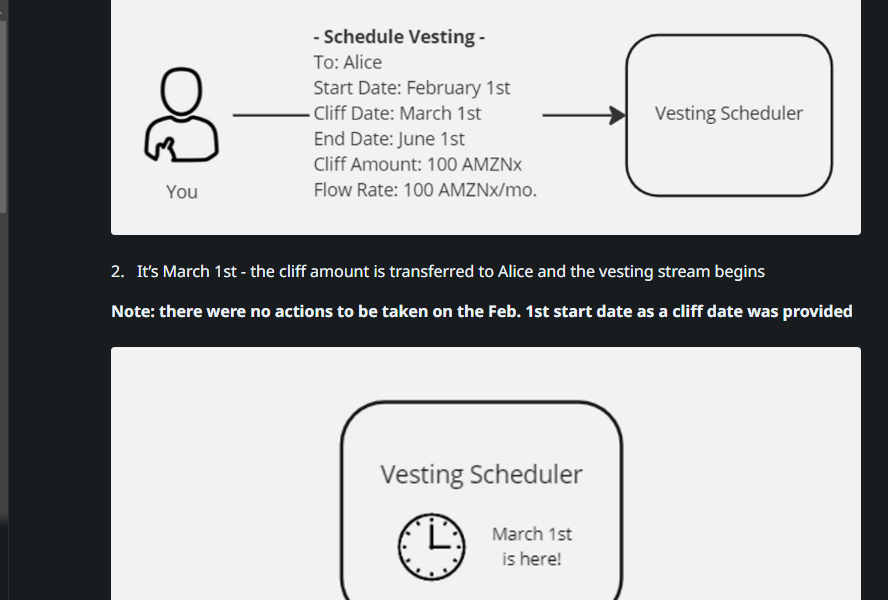 - Schedule Vesting -
To: Alice
Start Date: February 1st
Cliff Date: March 1st
End Date: June 1st
Cliff Amount: 100 AMZNx
Flow Rate: 100 AMZNx/mo.
You
Vesting Scheduler
2. It's March 1st - the cliff amount is transferred to Alice and the vesting stream begins
Note: there were no actions to be taken on the Feb. 1st start date as a cliff date was provided
Vesting Scheduler
March 1st
is here!